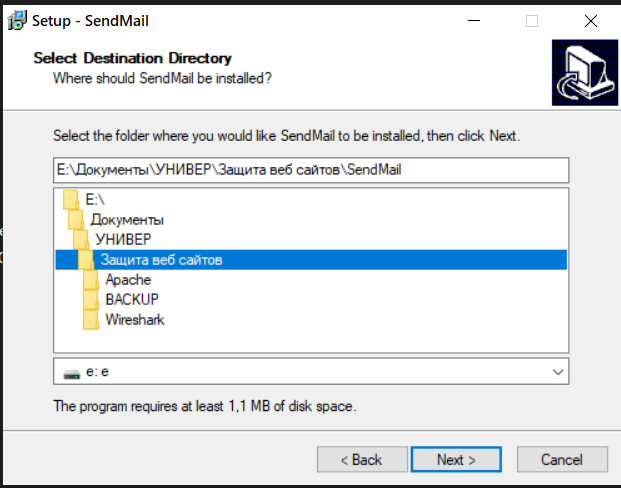 Setup - SendMail
Select Destination Directory
Where should SendMail be installed?
Select the folder where you would like SendMail to be installed, then click Next.
E:\Документы\УНИВЕР\Защита веб сайтов\SendMail
E:\
Документы
УНИВЕР
Защита веб сайтов
Apache
BACKUP
Wireshark
e: e
The program requires at least 1,1 MB of disk space.
< Back Next > Cancel